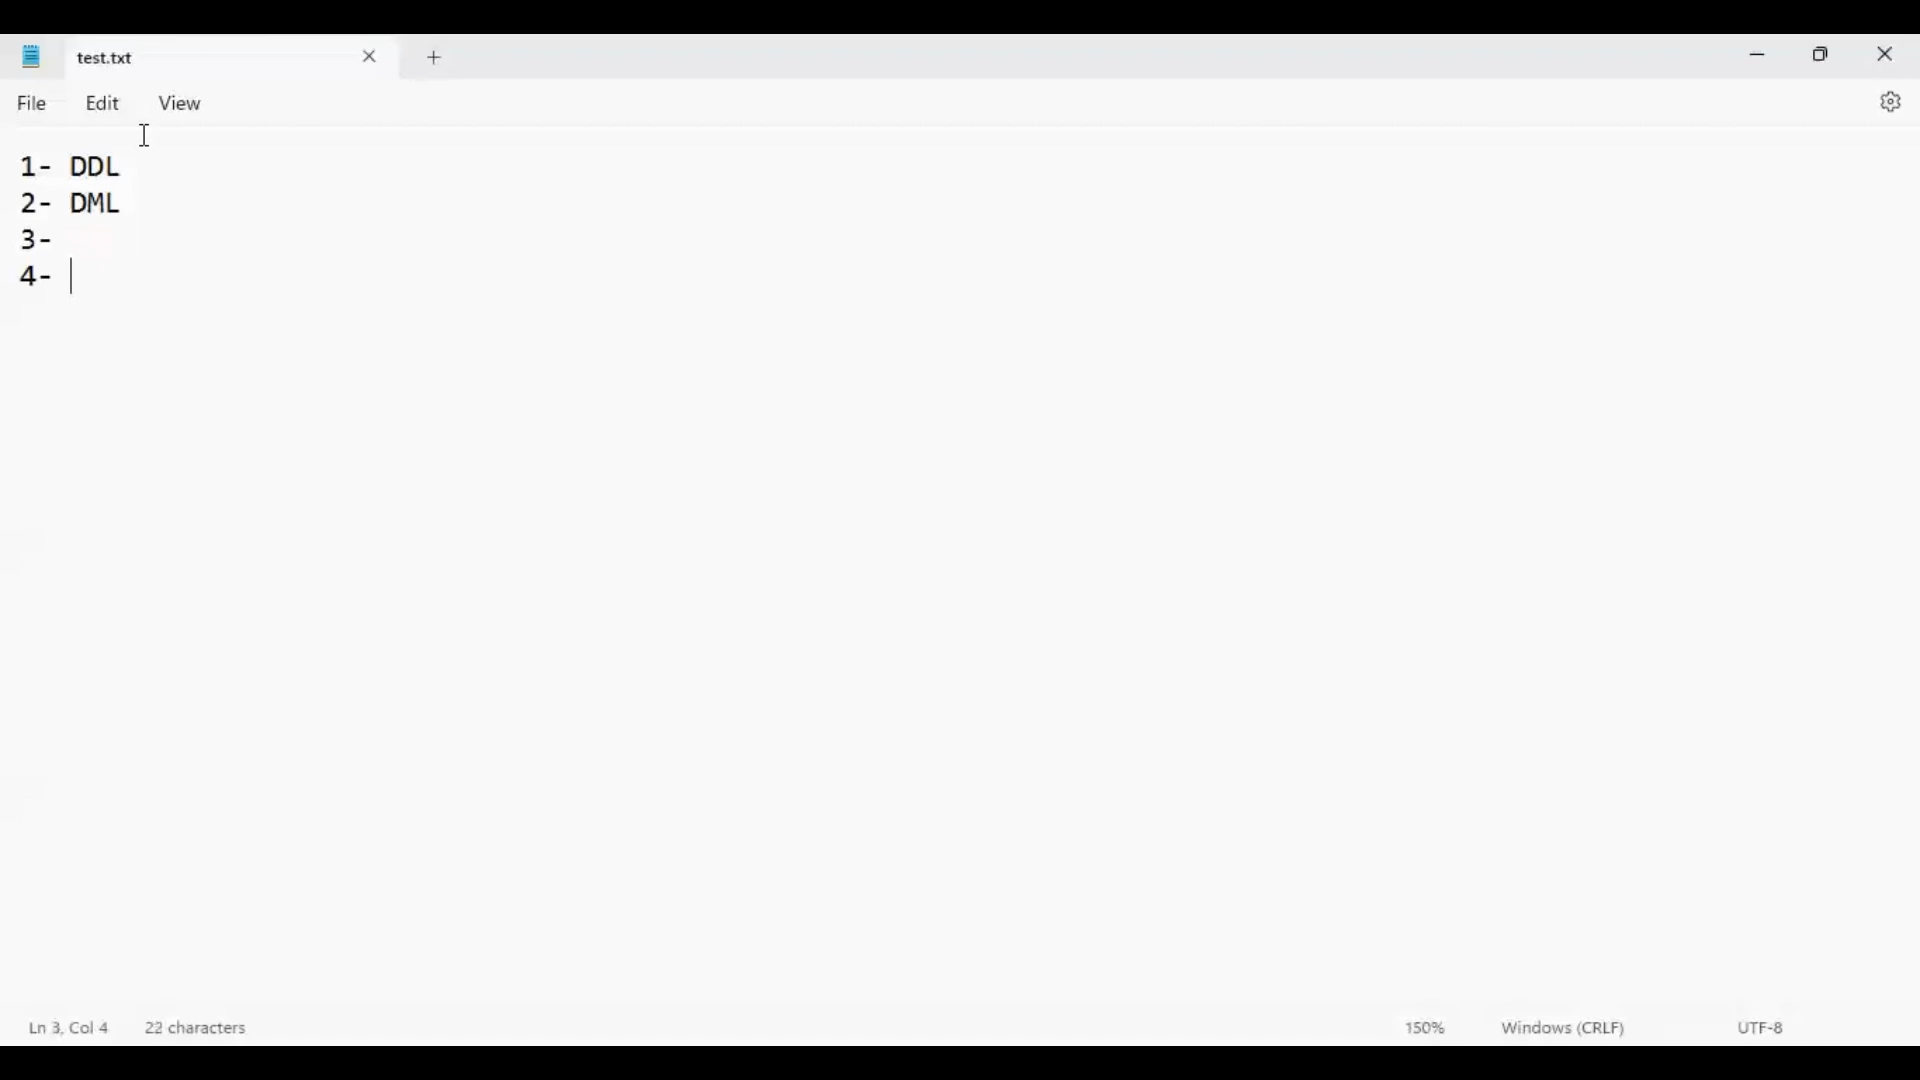 test.txt
File Edit View
1- DDL
2- DML
3-
4-
Ln 3, Col 4 22 characters 150% Windows (CRLF) UTF-8